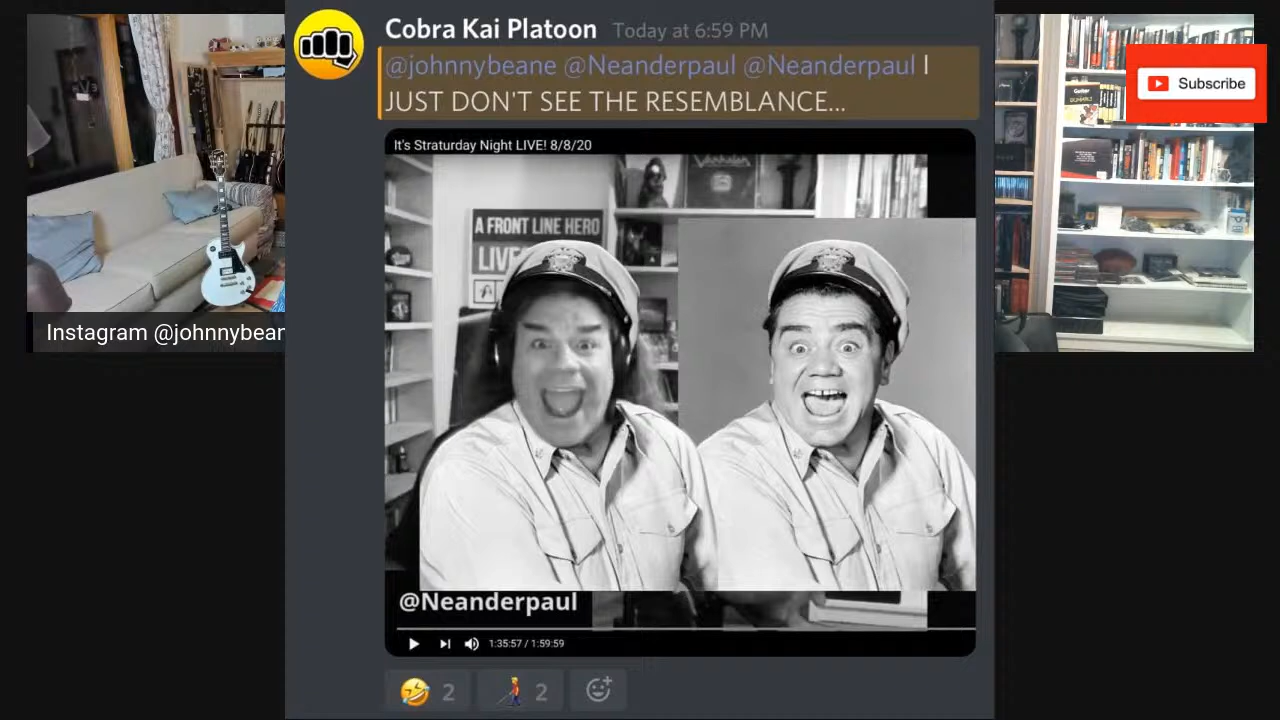 Cobra Kai Platoon Today at 6:59 PM
@johnnybeane @Neanderpaul @Neanderpaul I
JUST DON'T SEE THE RESEMBLANCE...
Subscribe
It's Straturday Night LIVE! 8/8/20
A FRONT LINE HERO
LIVE
Instagram @johnnybean
@Neanderpaul
1:35:57 / 1:59:59
2
2